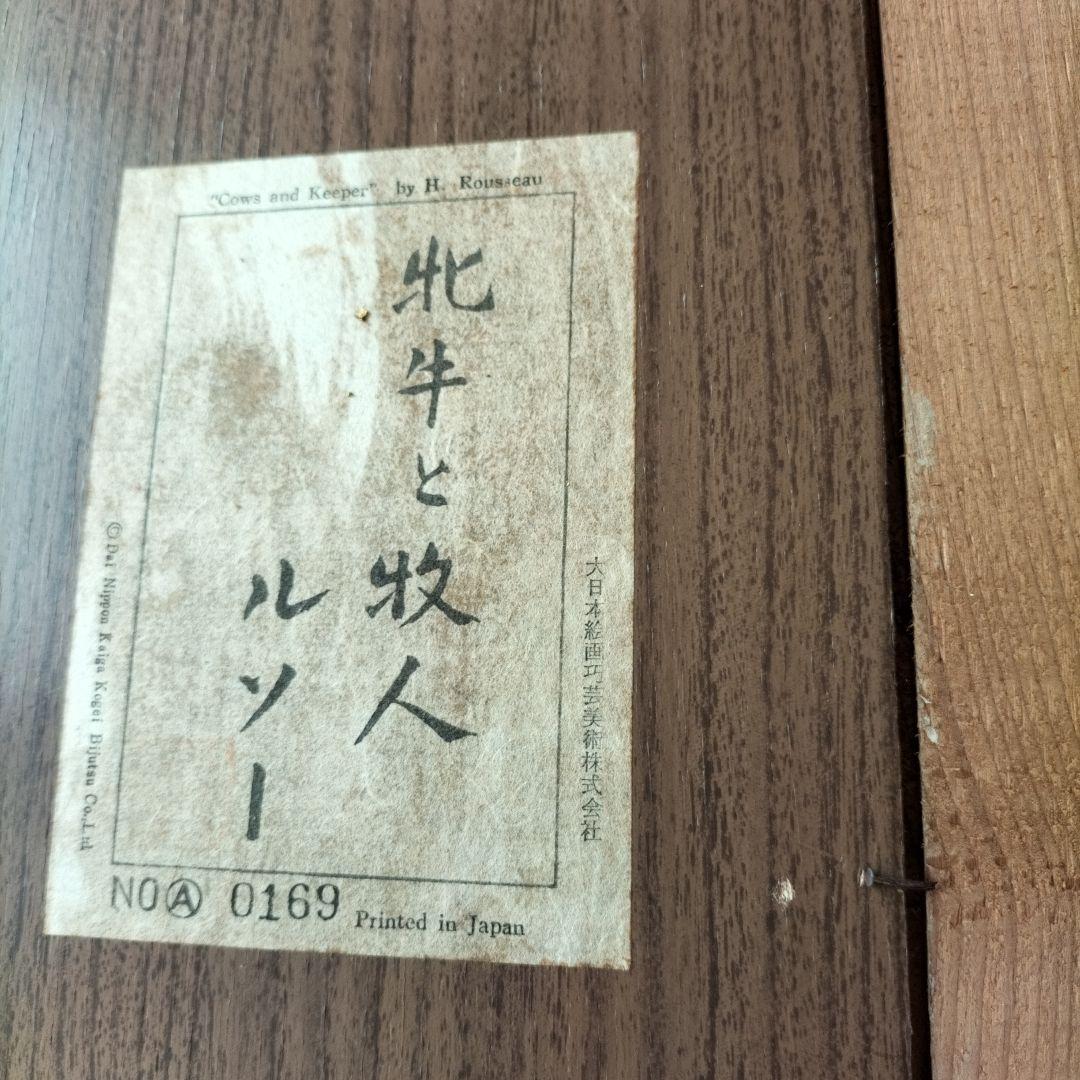 "Cows and Keeper" by H. Rousseau
牝牛と牧人
ルソー
大日本絵画巧芸美術株式会社
©Dai Nippon Kaiga Kogei Bijutsu Co.Ltd.
NOⒶ 0169
Printed in Japan